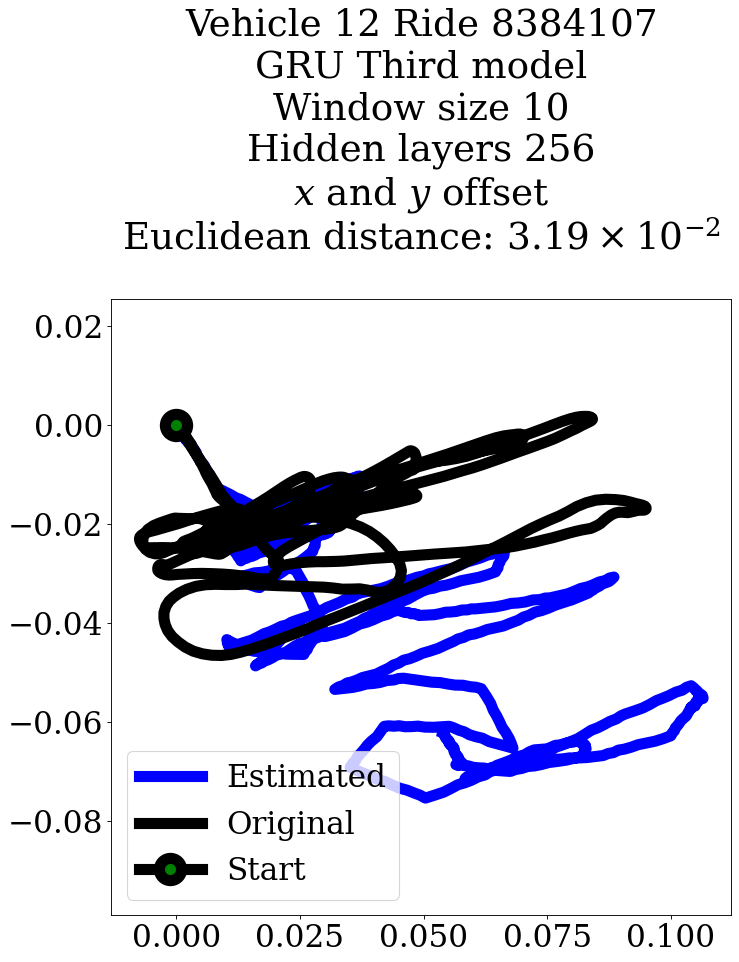 Vehicle 12 Ride 8384107
GRU Third model
Window size 10
Hidden layers 256
x and y offset
Euclidean distance: 3.19 × 10⁻²
0.02
0.00
−0.02
−0.04
−0.06
−0.08
Estimated
Original
Start
0.000 0.025 0.050 0.075 0.100